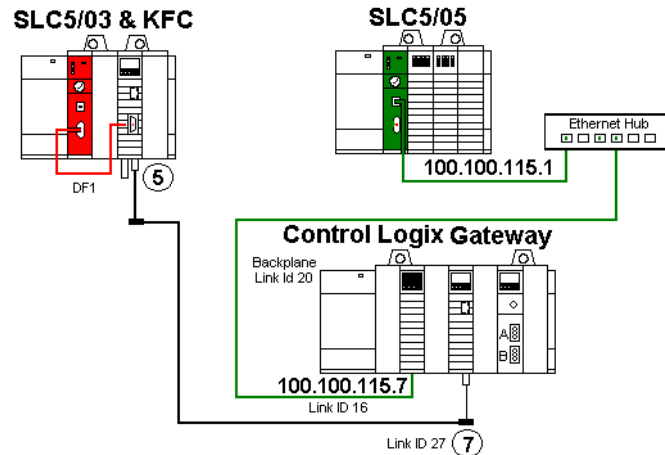 SLC5/03 & KFC
SLC5/05
Ethernet Hub
100.100.115.1
DF1
5
Control Logix Gateway
Backplane
Link Id 20
A
B
100.100.115.7
Link ID 16
Link ID 27
7